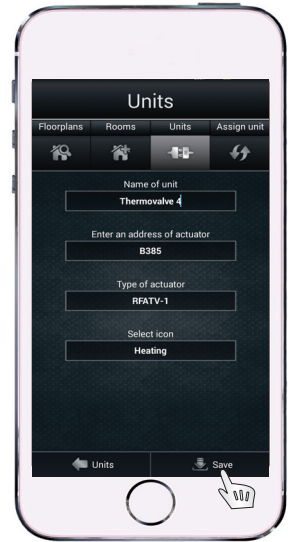 Units
Floorplans Rooms Units Assign unit
Name of unit
Thermovalve 4
Enter an address of actuator
B385
Type of actuator
RFATV-1
Select icon
Heating
Units Save